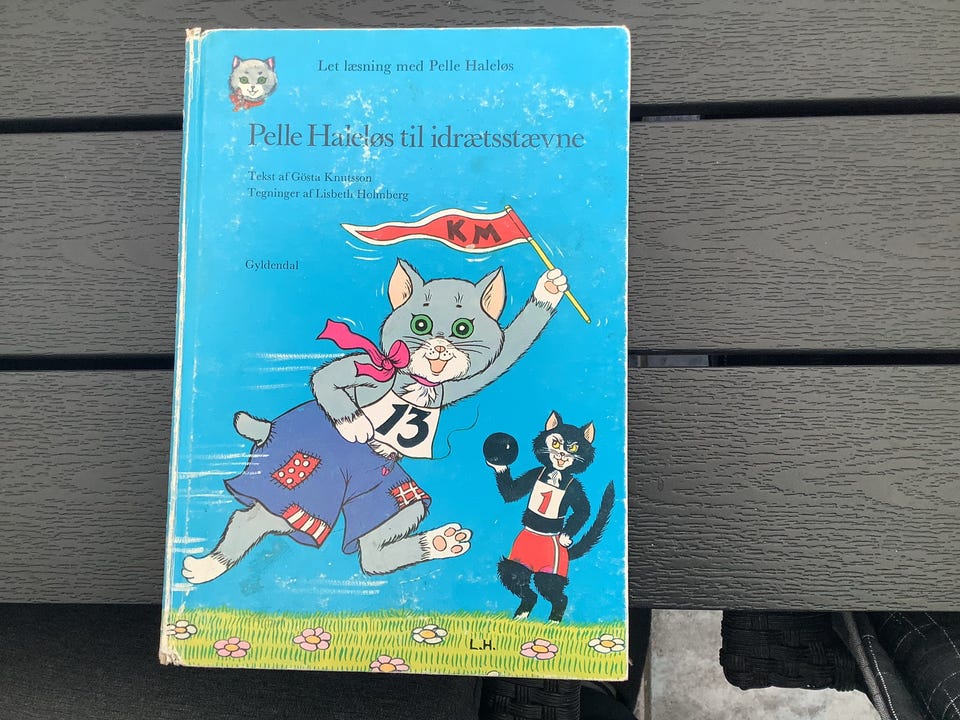 Let læsning med Pelle Haleløs
Pelle Haleløs til idrætsstævne
Tekst af Gösta Knutsson
Tegninger af Lisbeth Holmberg
KM
Gyldendal
13
1
L.H.